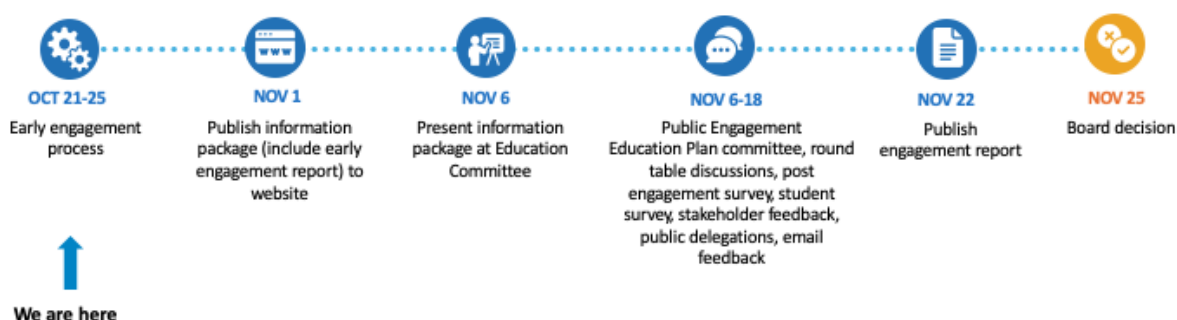 WWW
OCT 21-25
Early engagement
process
NOV 1
Publish information
package (include early
engagement report) to
website
NOV 6
Present information
package at Education
Committee
NOV 6-18
Public Engagement
Education Plan committee, round
table discussions, post
engagement survey, student
survey, stakeholder feedback,
public delegations, email
feedback
NOV 22
Publish
engagement report
NOV 25
Board decision
We are here